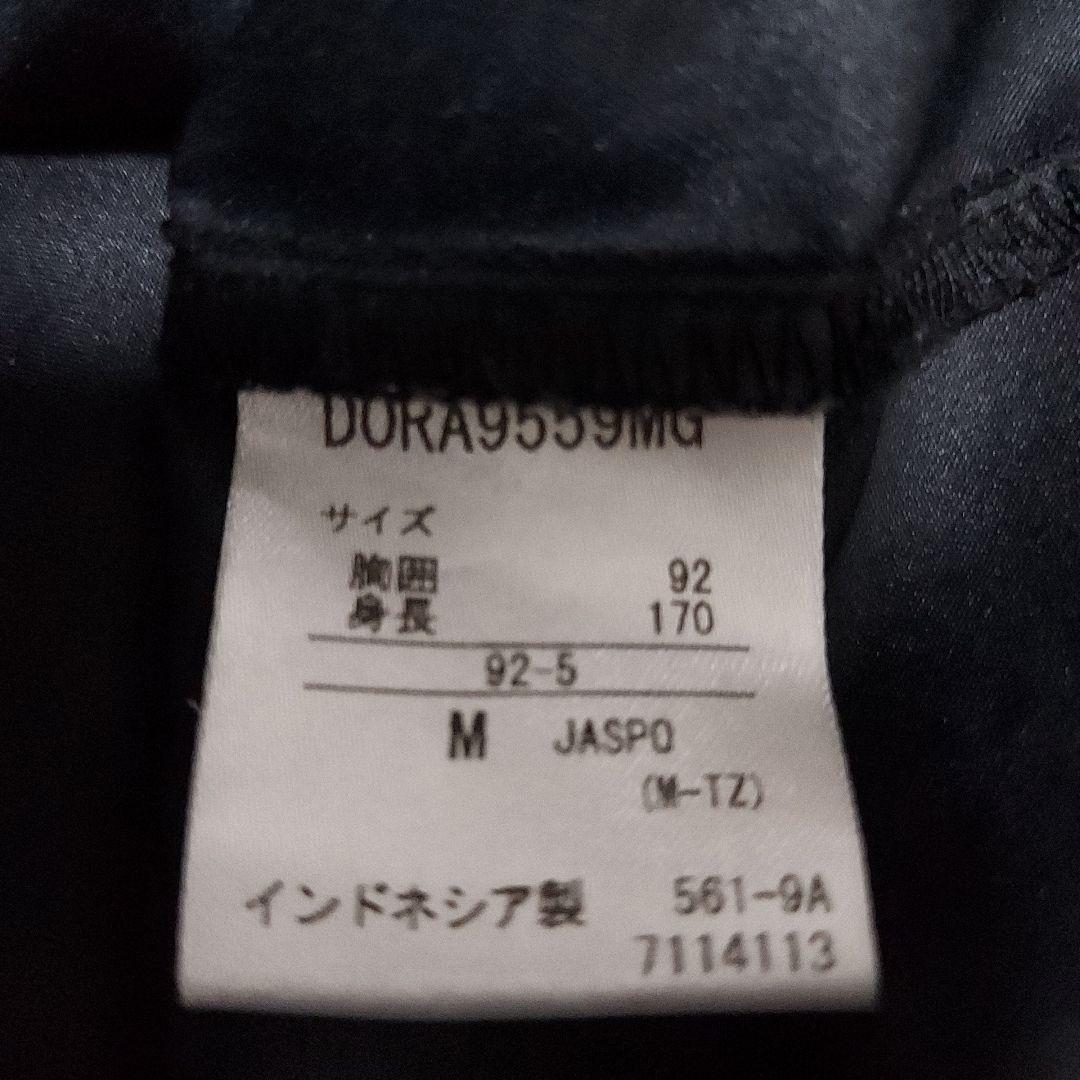 DORA9559MG
サイズ
胸囲 92
身長 170
92-5
M JASPO
(M-TZ)
インドネシア製 561-9A
7114113